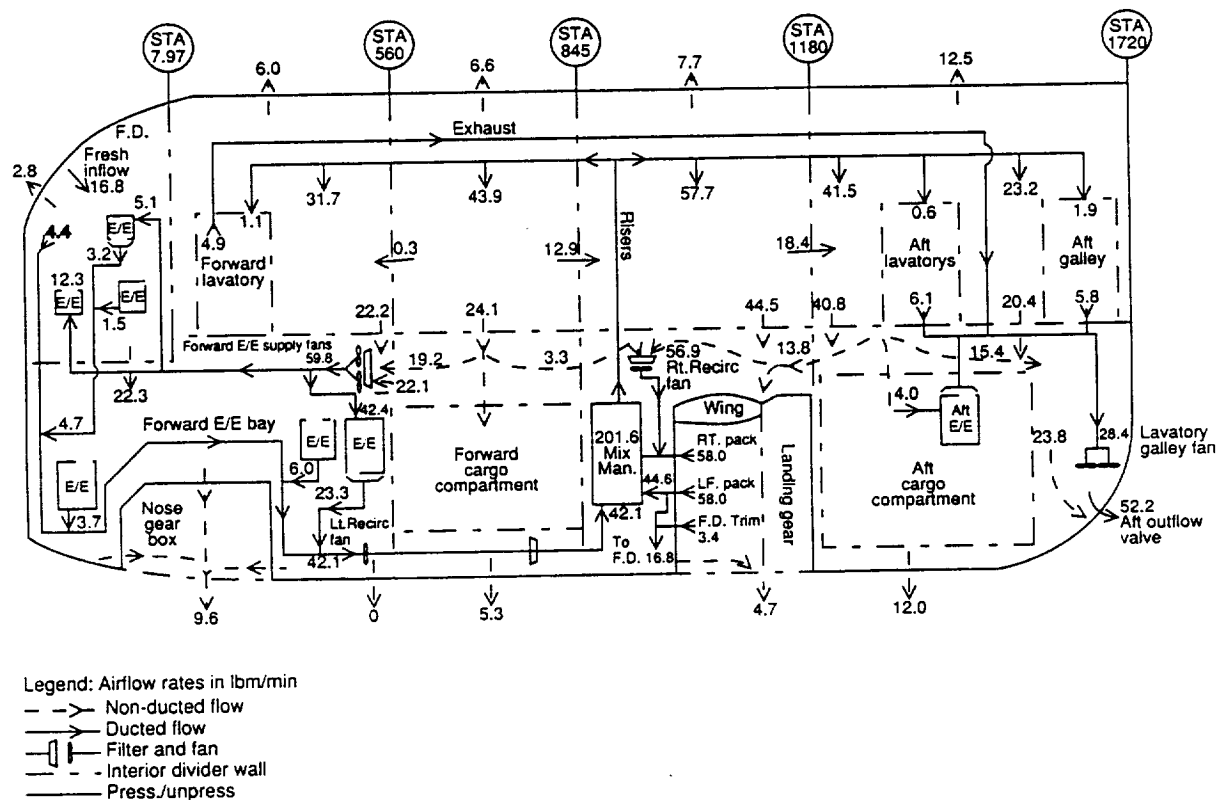 STA
7.97
STA
560
STA
845
STA
1180
STA
1720
6.0
6.6
7.7
12.5
F.D.
Fresh
inflow
16.8
2.8
Exhaust
5.1
4.4
E/E
3.2
12.3
E/E
E/E
1.5
1.1
4.9
Forward
lavatory
31.7
43.9
57.7
41.5
23.2
0.3
12.9
Risers
18.4
0.6
Aft
lavatorys
1.9
Aft
galley
22.2
24.1
44.5
40.8
6.1
20.4
5.8
Forward E/E supply fans
59.8
19.2
3.3
56.9
Rt.Recirc
fan
13.8
15.4
22.3
22.1
42.4
4.7
Forward E/E bay
E/E
E/E
6.0
23.3
E/E
3.7
Nose
gear
box
Lt.Recirc
fan
42.1
Forward
cargo
compartment
201.6
Mix
Man.
44.6
42.1
Wing
RT. pack
58.0
LF. pack
58.0
F.D. Trim
3.4
To
F.D. 16.8
Landing gear
4.0
Aft
E/E
Aft
cargo
compartment
23.8
28.4
Lavatory
galley fan
52.2
Aft outflow
valve
9.6
0
5.3
4.7
12.0
Legend: Airflow rates in lbm/min
Non-ducted flow
Ducted flow
Filter and fan
Interior divider wall
Press./unpress